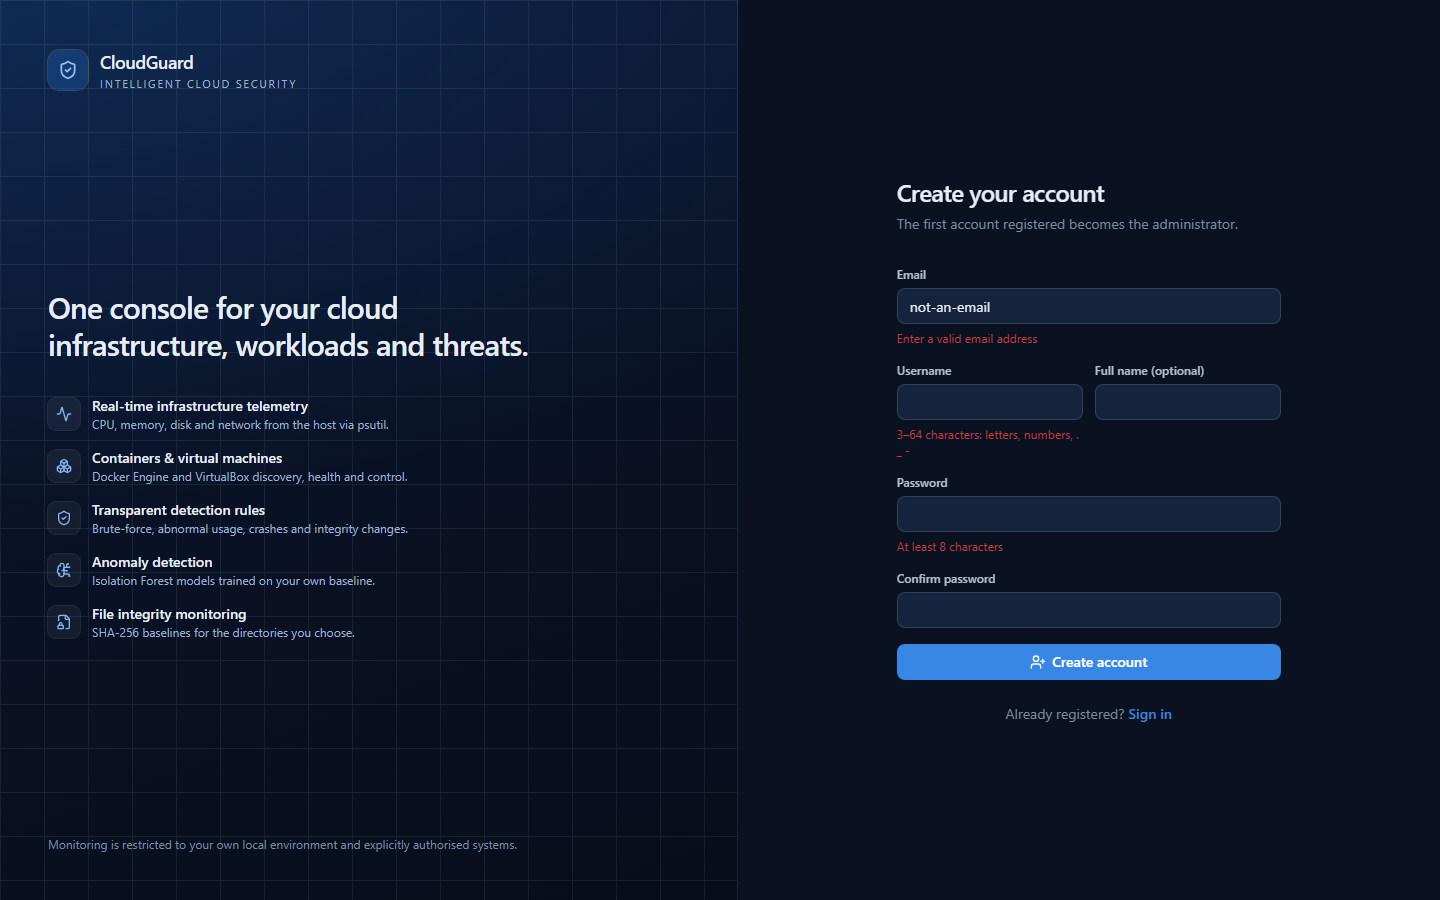 CloudGuard
INTELLIGENT CLOUD SECURITY
One console for your cloud
infrastructure, workloads and threats.
Real-time infrastructure telemetry
CPU, memory, disk and network from the host via psutil.
Containers & virtual machines
Docker Engine and VirtualBox discovery, health and control.
Transparent detection rules
Brute-force, abnormal usage, crashes and integrity changes.
Anomaly detection
Isolation Forest models trained on your own baseline.
File integrity monitoring
SHA-256 baselines for the directories you choose.
Monitoring is restricted to your own local environment and explicitly authorised systems.
Create your account
The first account registered becomes the administrator.
Email
not-an-email
Enter a valid email address
Username
Full name (optional)
3–64 characters: letters, numbers, .
_ -
Password
At least 8 characters
Confirm password
Create account
Already registered? Sign in